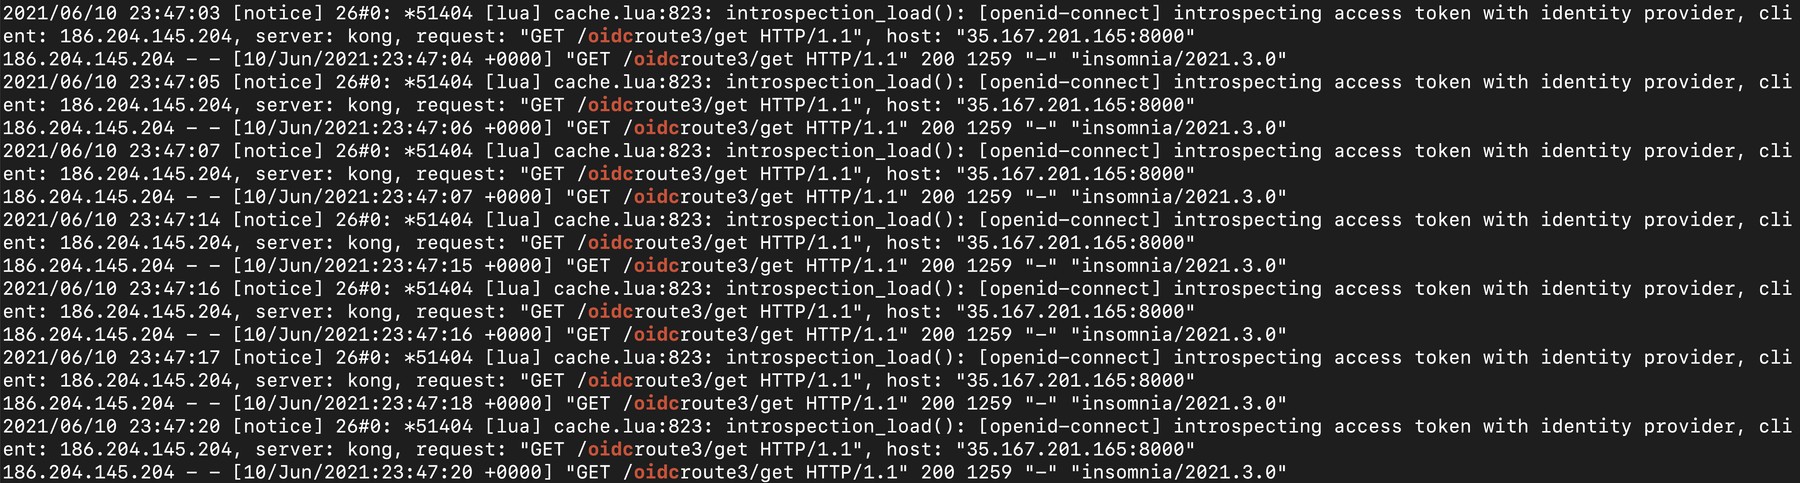 2021/06/10 23:47:03 [notice] 26#0: *51404 [lua] cache.lua:823: introspection_load(): [openid-connect] introspecting access token with identity provider, cli
ent: 186.204.145.204, server: kong, request: "GET /oidcroute3/get HTTP/1.1", host: "35.167.201.165:8000"
186.204.145.204 - - [10/Jun/2021:23:47:04 +0000] "GET /oidcroute3/get HTTP/1.1" 200 1259 "-" "insomnia/2021.3.0"
2021/06/10 23:47:05 [notice] 26#0: *51404 [lua] cache.lua:823: introspection_load(): [openid-connect] introspecting access token with identity provider, cli
ent: 186.204.145.204, server: kong, request: "GET /oidcroute3/get HTTP/1.1", host: "35.167.201.165:8000"
186.204.145.204 - - [10/Jun/2021:23:47:06 +0000] "GET /oidcroute3/get HTTP/1.1" 200 1259 "-" "insomnia/2021.3.0"
2021/06/10 23:47:07 [notice] 26#0: *51404 [lua] cache.lua:823: introspection_load(): [openid-connect] introspecting access token with identity provider, cli
ent: 186.204.145.204, server: kong, request: "GET /oidcroute3/get HTTP/1.1", host: "35.167.201.165:8000"
186.204.145.204 - - [10/Jun/2021:23:47:07 +0000] "GET /oidcroute3/get HTTP/1.1" 200 1259 "-" "insomnia/2021.3.0"
2021/06/10 23:47:14 [notice] 26#0: *51404 [lua] cache.lua:823: introspection_load(): [openid-connect] introspecting access token with identity provider, cli
ent: 186.204.145.204, server: kong, request: "GET /oidcroute3/get HTTP/1.1", host: "35.167.201.165:8000"
186.204.145.204 - - [10/Jun/2021:23:47:15 +0000] "GET /oidcroute3/get HTTP/1.1" 200 1259 "-" "insomnia/2021.3.0"
2021/06/10 23:47:16 [notice] 26#0: *51404 [lua] cache.lua:823: introspection_load(): [openid-connect] introspecting access token with identity provider, cli
ent: 186.204.145.204, server: kong, request: "GET /oidcroute3/get HTTP/1.1", host: "35.167.201.165:8000"
186.204.145.204 - - [10/Jun/2021:23:47:16 +0000] "GET /oidcroute3/get HTTP/1.1" 200 1259 "-" "insomnia/2021.3.0"
2021/06/10 23:47:17 [notice] 26#0: *51404 [lua] cache.lua:823: introspection_load(): [openid-connect] introspecting access token with identity provider, cli
ent: 186.204.145.204, server: kong, request: "GET /oidcroute3/get HTTP/1.1", host: "35.167.201.165:8000"
186.204.145.204 - - [10/Jun/2021:23:47:18 +0000] "GET /oidcroute3/get HTTP/1.1" 200 1259 "-" "insomnia/2021.3.0"
2021/06/10 23:47:20 [notice] 26#0: *51404 [lua] cache.lua:823: introspection_load(): [openid-connect] introspecting access token with identity provider, cli
ent: 186.204.145.204, server: kong, request: "GET /oidcroute3/get HTTP/1.1", host: "35.167.201.165:8000"
186.204.145.204 - - [10/Jun/2021:23:47:20 +0000] "GET /oidcroute3/get HTTP/1.1" 200 1259 "-" "insomnia/2021.3.0"